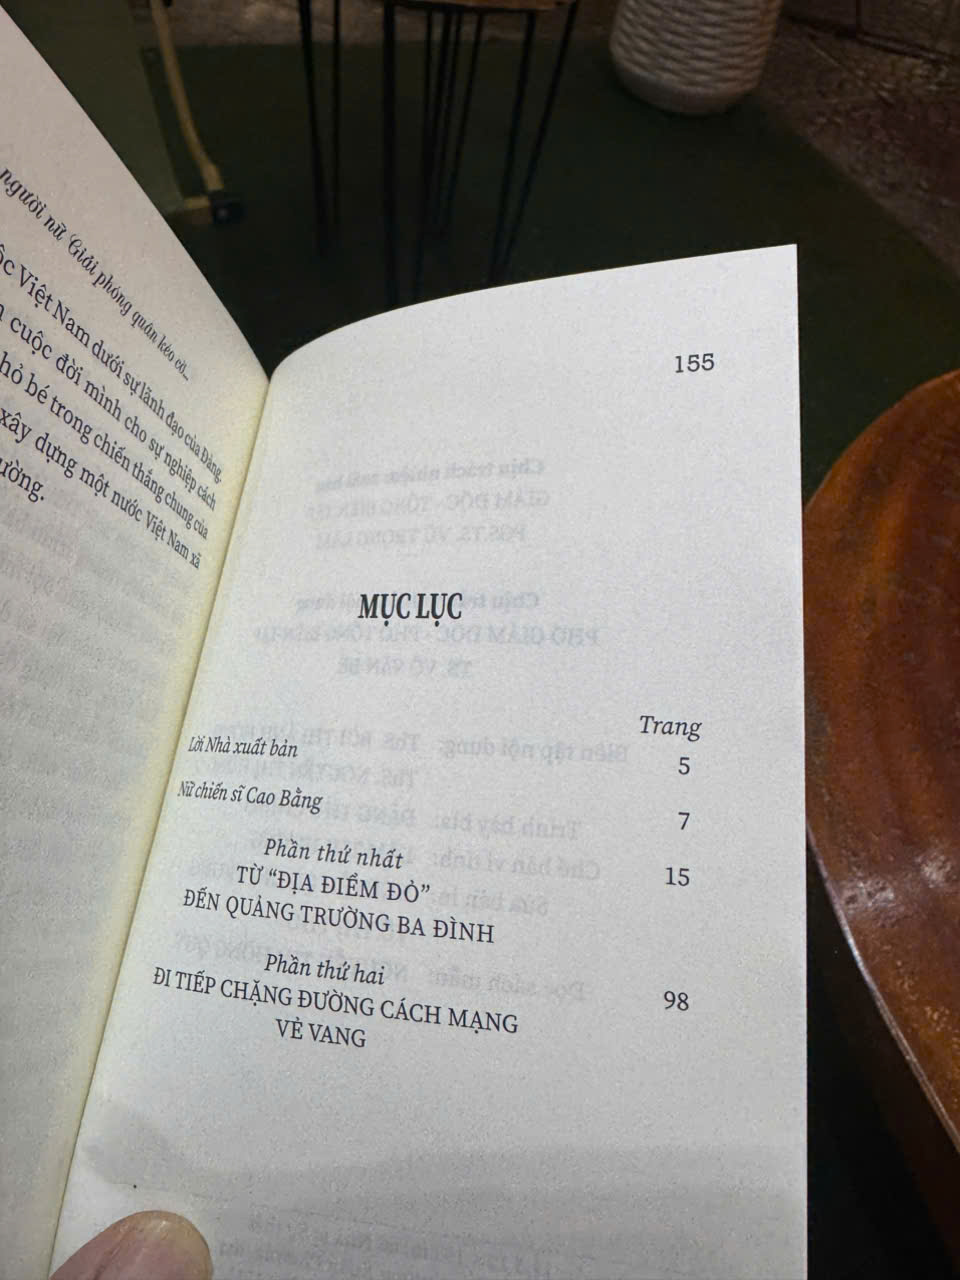 người nữ Giải phóng quân kéo cờ...
Việt Nam dưới sự lãnh đạo của Đảng,
cuộc đời mình cho sự nghiệp cách
bé trong chiến thắng chung của
xây dựng một nước Việt Nam xã
155
MỤC LỤC
Trang
Lời Nhà xuất bản 5
Nữ chiến sĩ Cao Bằng 7
Phần thứ nhất 15
TỪ “ĐỊA ĐIỂM ĐỎ”
ĐẾN QUẢNG TRƯỜNG BA ĐÌNH
Phần thứ hai 98
ĐI TIẾP CHẶNG ĐƯỜNG CÁCH MẠNG
VẺ VANG